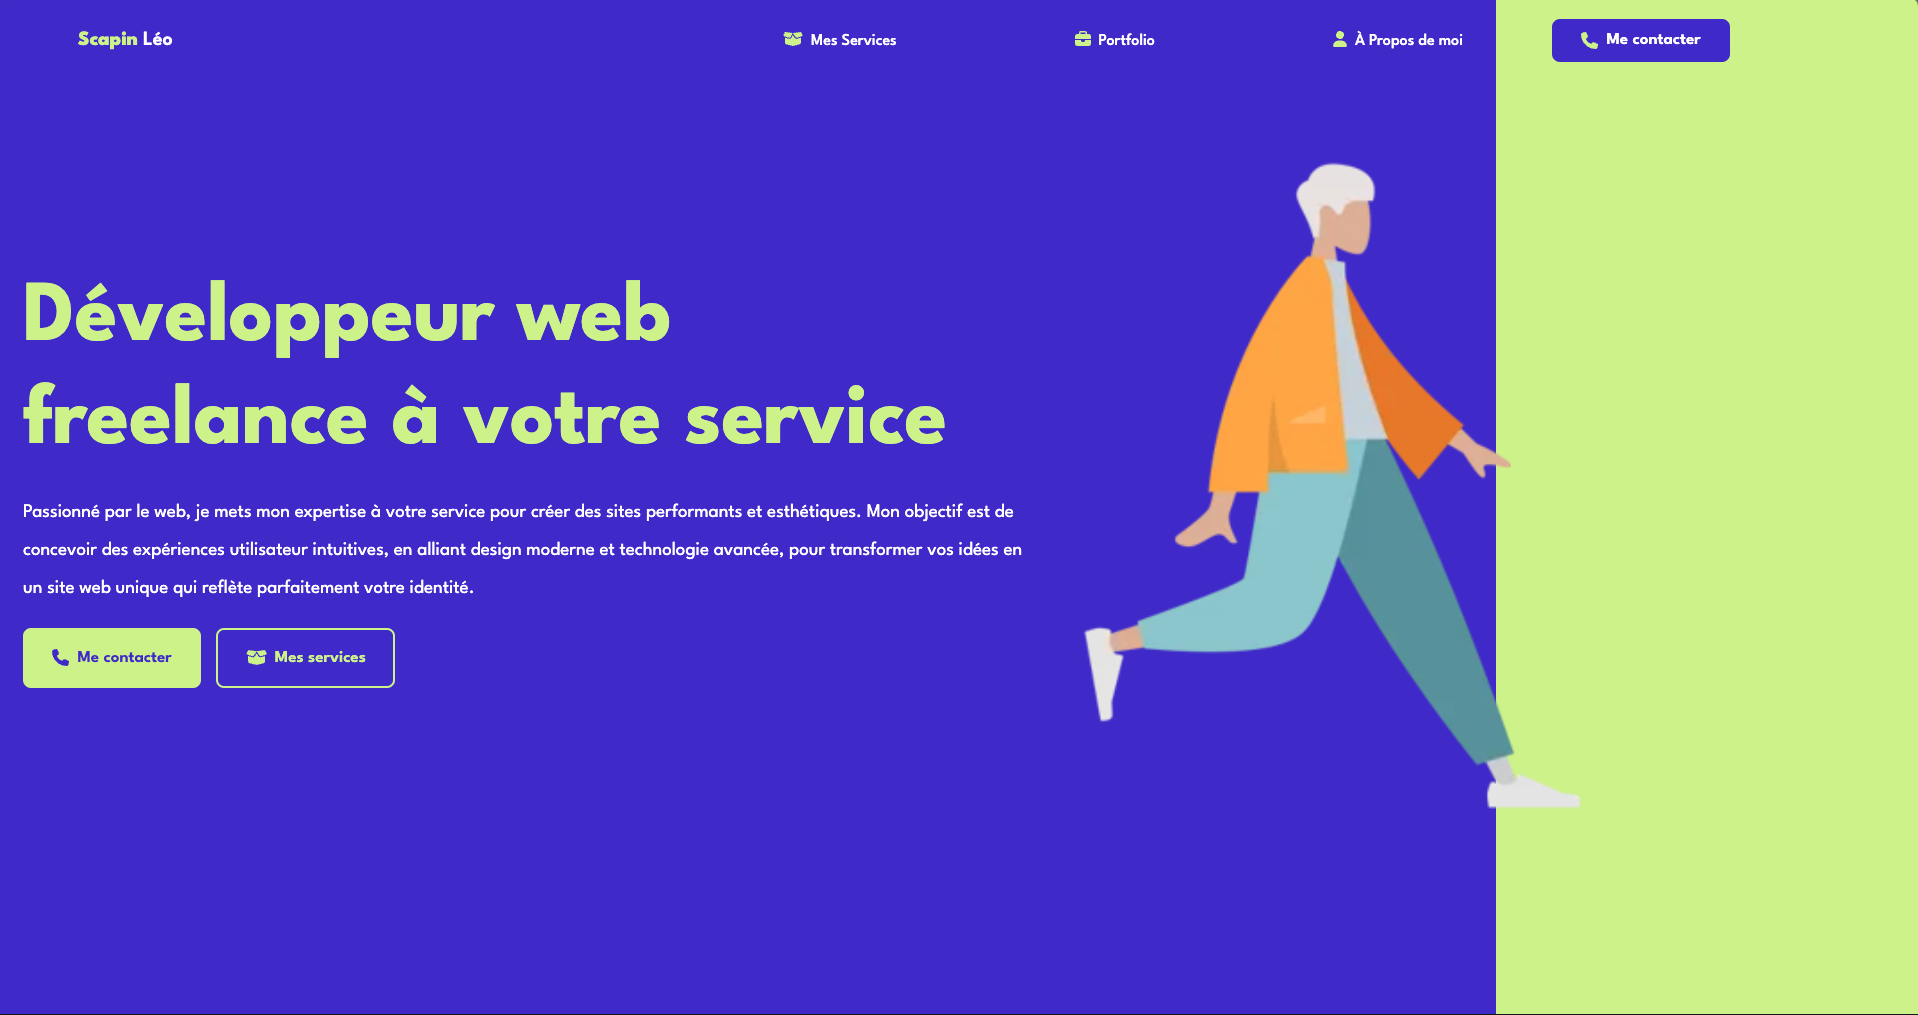 Scapin Léo
Mes Services
Portfolio
À Propos de moi
Me contacter
Développeur web
freelance à votre service
Passionné par le web, je mets mon expertise à votre service pour créer des sites performants et esthétiques. Mon objectif est de
concevoir des expériences utilisateur intuitives, en alliant design moderne et technologie avancée, pour transformer vos idées en
un site web unique qui reflète parfaitement votre identité.
Me contacter
Mes services